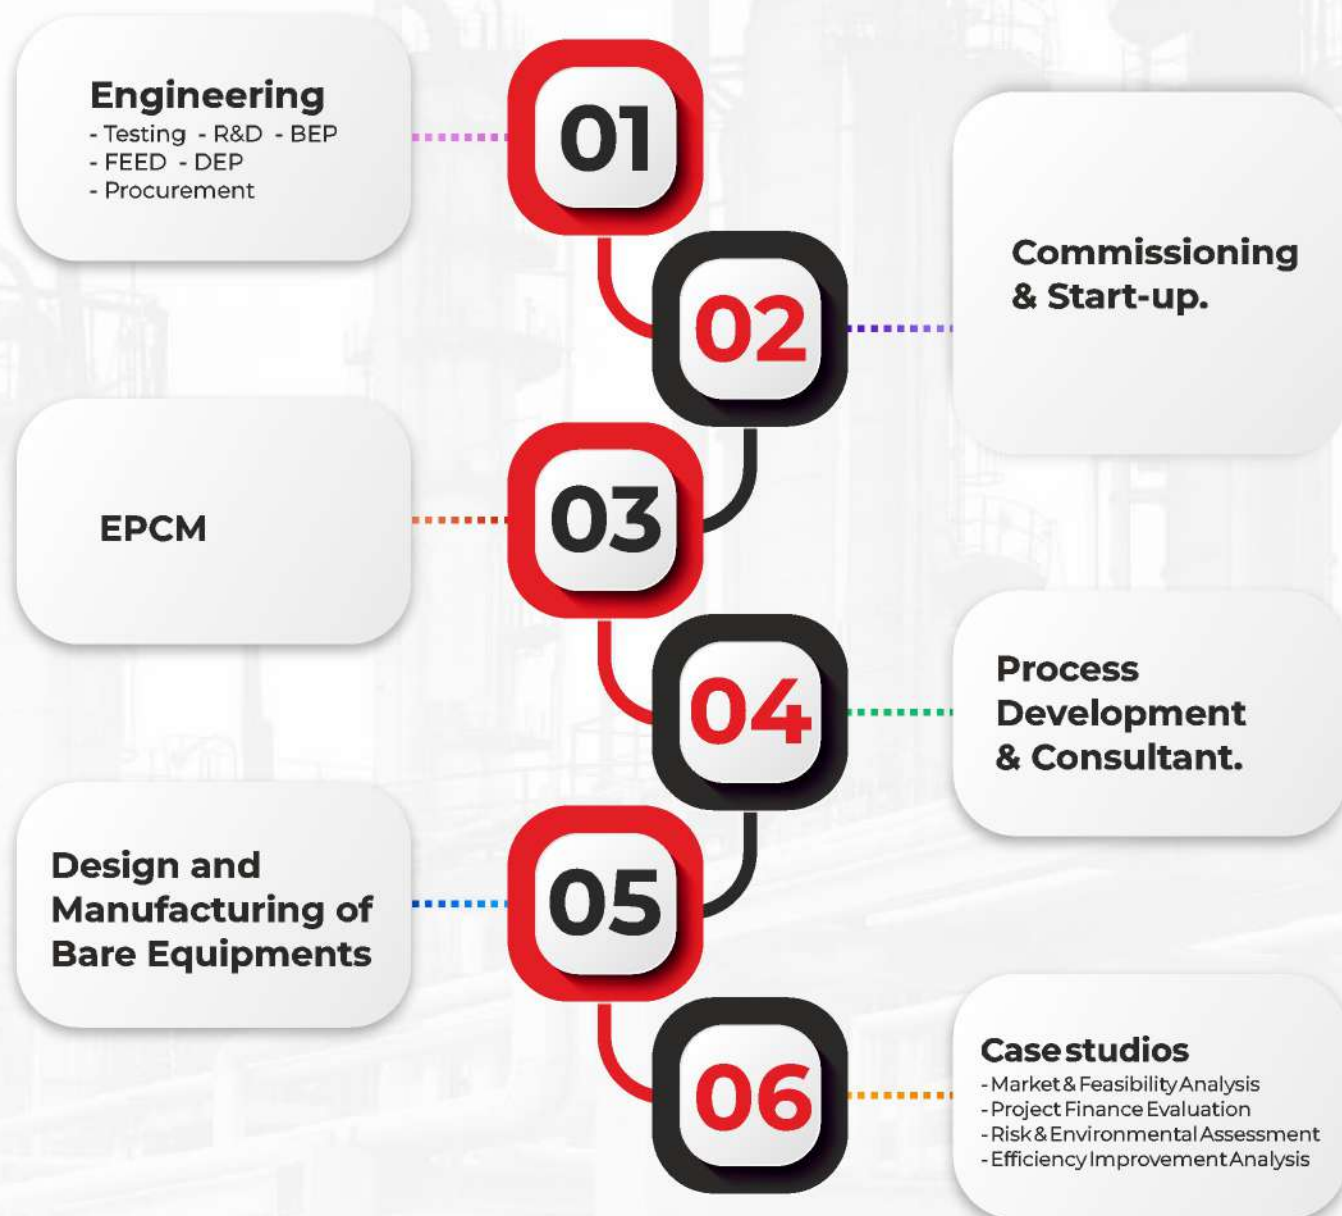 01
Engineering
- Testing - R&D - BEP
- FEED - DEP
- Procurement
02
Commissioning
& Start-up.
03
EPCM
04
Process
Development
& Consultant.
05
Design and
Manufacturing of
Bare Equipments
06
Case studios
- Market & Feasibility Analysis
- Project Finance Evaluation
- Risk & Environmental Assessment
- Efficiency Improvement Analysis